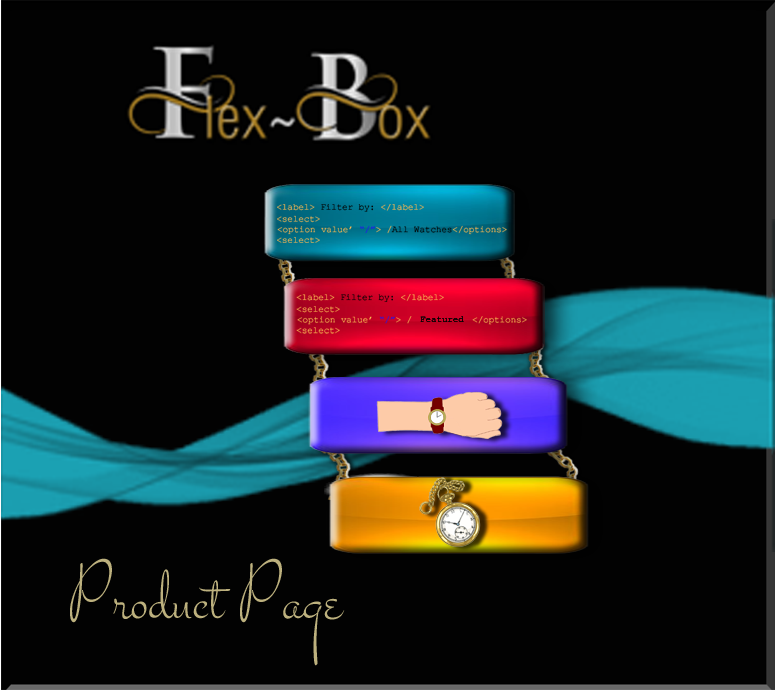 Flex~Box
<label> Filter by: </label>
<select>
<option value' "/"> /All Watches</options>
<select>
<label> Filter by: </label>
<select>
<option value' "/"> / Featured </options>
<select>
Product Page